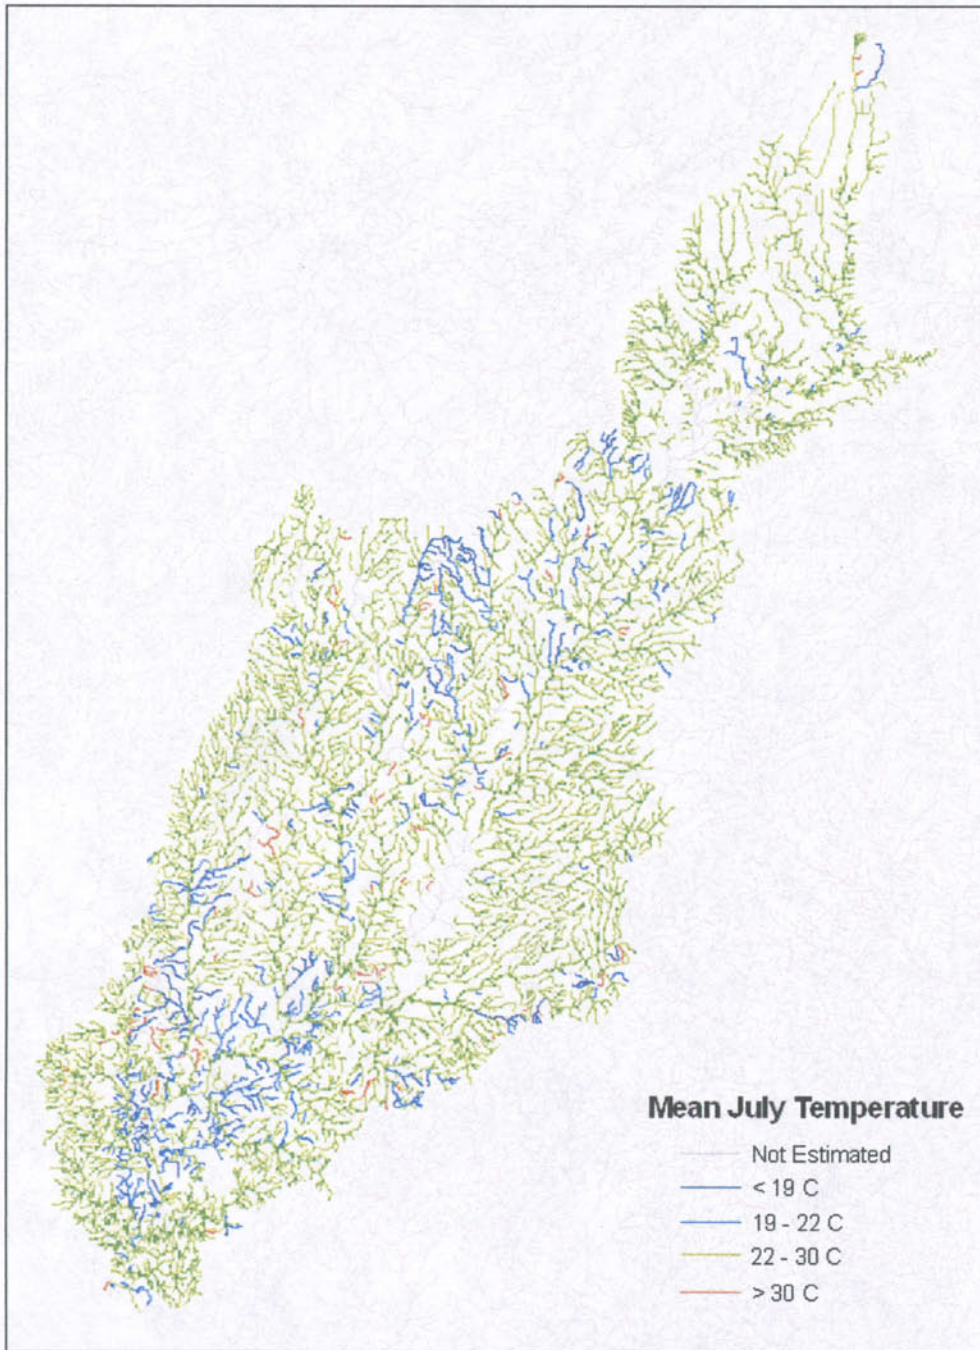 Mean July Temperature
Not Estimated
< 19 C
19 - 22 C
22 - 30 C
> 30 C